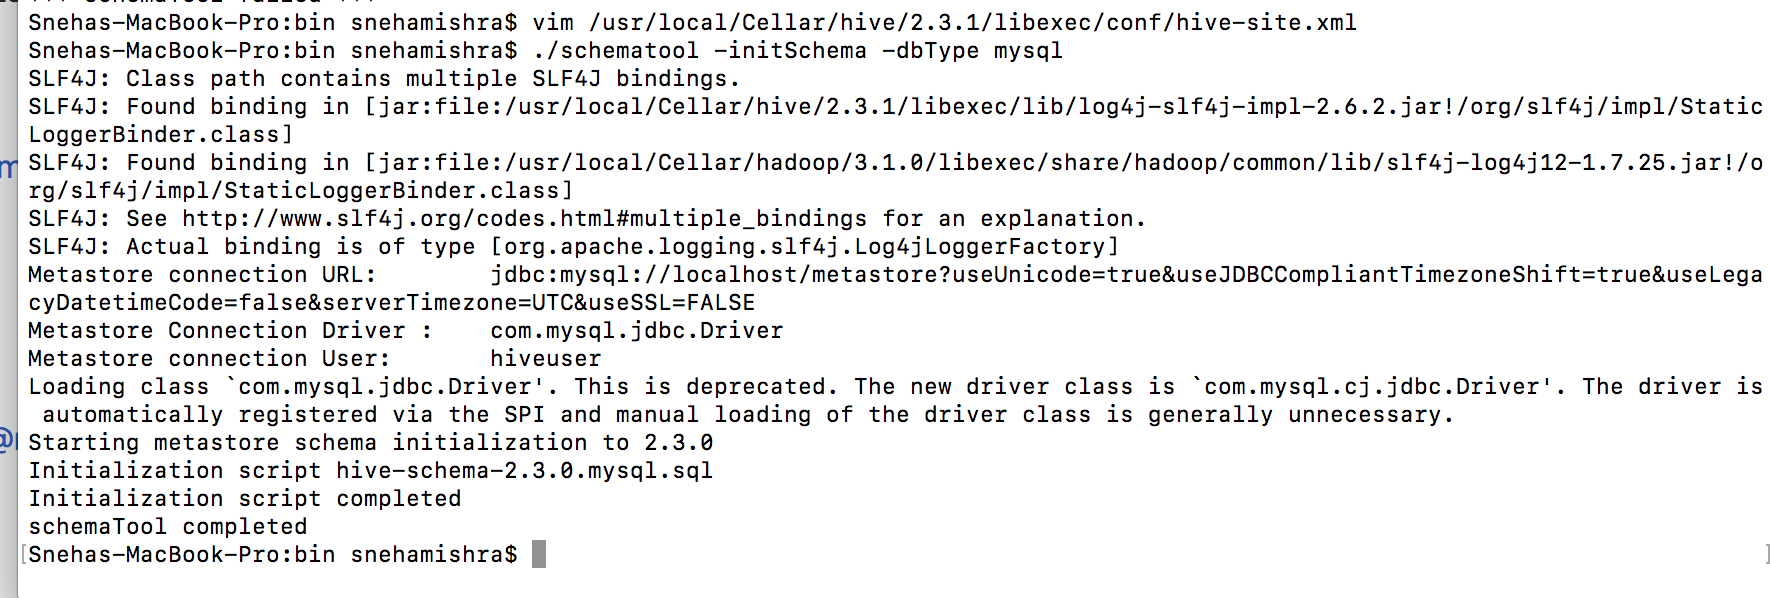 Snehas-MacBook-Pro:bin snehamishra$ vim /usr/local/Cellar/hive/2.3.1/libexec/conf/hive-site.xml
Snehas-MacBook-Pro:bin snehamishra$ ./schematool -initSchema -dbType mysql
SLF4J: Class path contains multiple SLF4J bindings.
SLF4J: Found binding in [jar:file:/usr/local/Cellar/hive/2.3.1/libexec/lib/log4j-slf4j-impl-2.6.2.jar!/org/slf4j/impl/Static
LoggerBinder.class]
SLF4J: Found binding in [jar:file:/usr/local/Cellar/hadoop/3.1.0/libexec/share/hadoop/common/lib/slf4j-log4j12-1.7.25.jar!/o
rg/slf4j/impl/StaticLoggerBinder.class]
SLF4J: See http://www.slf4j.org/codes.html#multiple_bindings for an explanation.
SLF4J: Actual binding is of type [org.apache.logging.slf4j.Log4jLoggerFactory]
Metastore connection URL: jdbc:mysql://localhost/metastore?useUnicode=true&useJDBCCompliantTimezoneShift=true&useLega
cyDatetimeCode=false&serverTimezone=UTC&useSSL=FALSE
Metastore Connection Driver : com.mysql.jdbc.Driver
Metastore connection User: hiveuser
Loading class `com.mysql.jdbc.Driver'. This is deprecated. The new driver class is `com.mysql.cj.jdbc.Driver'. The driver is
automatically registered via the SPI and manual loading of the driver class is generally unnecessary.
Starting metastore schema initialization to 2.3.0
Initialization script hive-schema-2.3.0.mysql.sql
Initialization script completed
schemaTool completed
[Snehas-MacBook-Pro:bin snehamishra$ ]